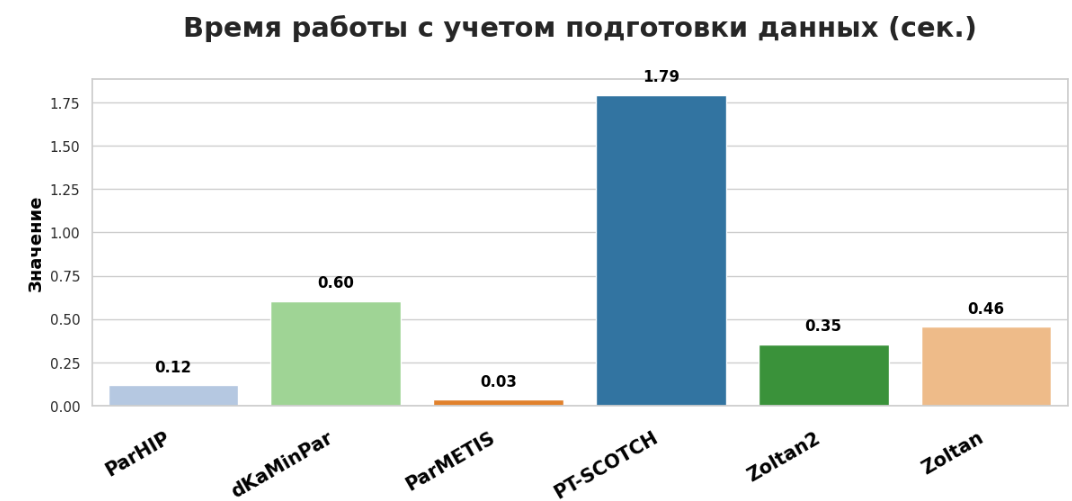 Время работы с учетом подготовки данных (сек.)
Значение
1.75
1.50
1.25
1.00
0.75
0.50
0.25
0.00
0.12
0.60
0.03
1.79
0.35
0.46
ParHIP
dKaMinPar
ParMETIS
PT-SCOTCH
Zoltan2
Zoltan